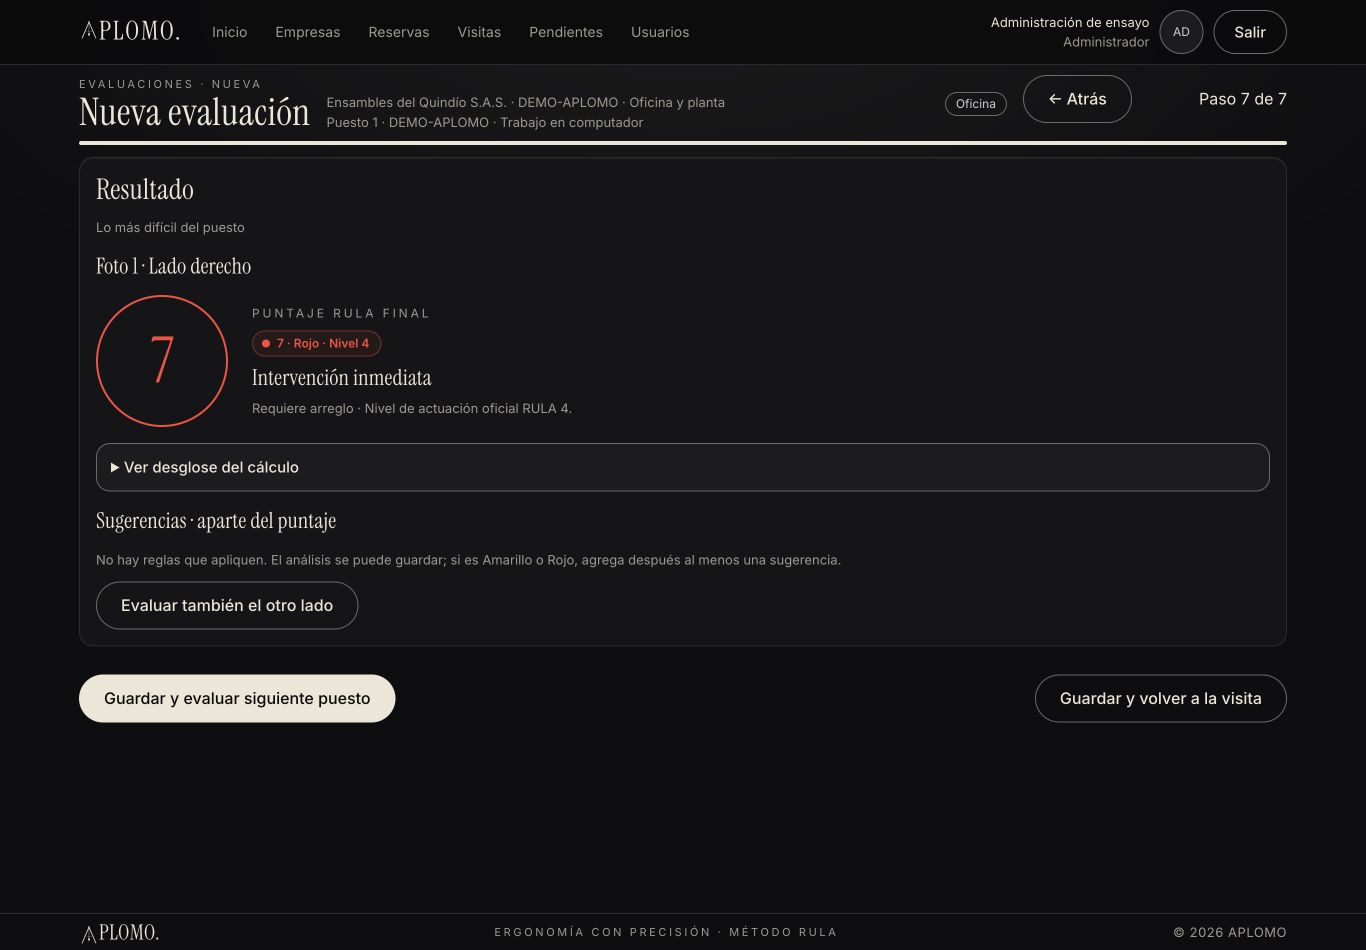 APLOMO.
Inicio
Empresas
Reservas
Visitas
Pendientes
Usuarios
Administración de ensayo
Administrador
AD
Salir
EVALUACIONES · NUEVA
Nueva evaluación
Ensambles del Quindío S.A.S. · DEMO-APLOMO · Oficina y planta
Puesto 1 · DEMO-APLOMO · Trabajo en computador
Oficina
← Atrás
Paso 7 de 7
Resultado
Lo más difícil del puesto
Foto 1 · Lado derecho
7
PUNTAJE RULA FINAL
7 · Rojo · Nivel 4
Intervención inmediata
Requiere arreglo · Nivel de actuación oficial RULA 4.
Ver desglose del cálculo
Sugerencias · aparte del puntaje
No hay reglas que apliquen. El análisis se puede guardar; si es Amarillo o Rojo, agrega después al menos una sugerencia.
Evaluar también el otro lado
Guardar y evaluar siguiente puesto
Guardar y volver a la visita
APLOMO.
ERGONOMÍA CON PRECISIÓN · MÉTODO RULA
© 2026 APLOMO